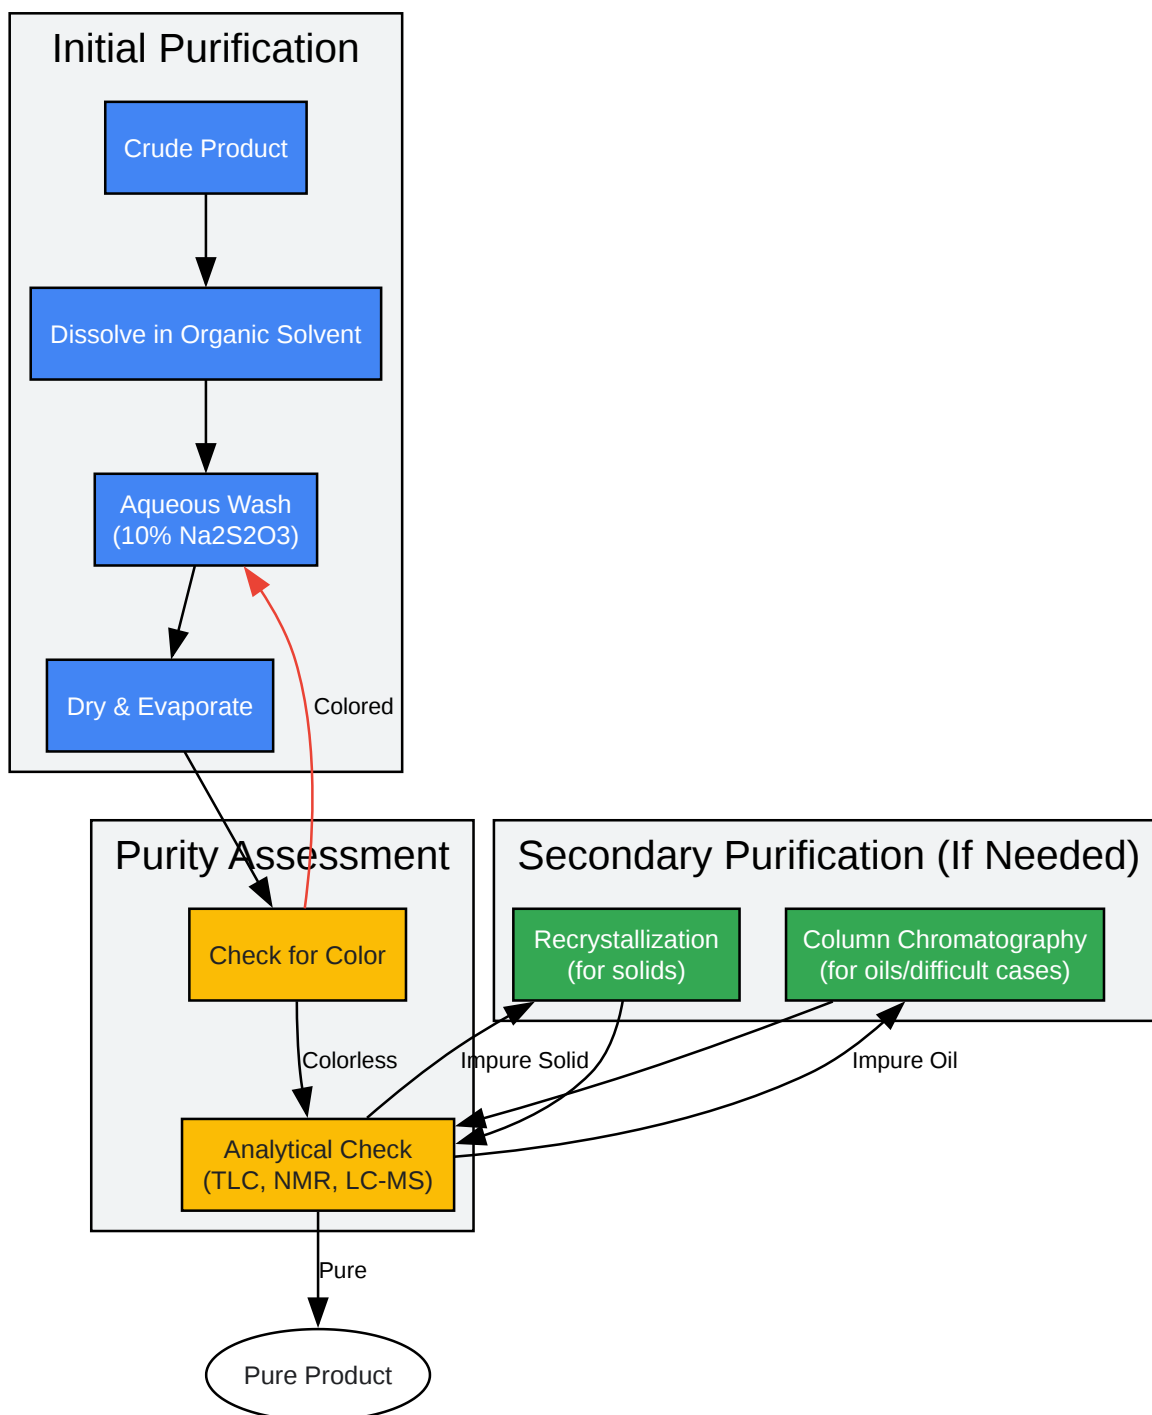 Initial Purification
Crude Product
Dissolve in Organic Solvent
Aqueous Wash
(10% Na2S2O3)
Dry & Evaporate
Colored
Purity Assessment
Check for Color
Colorless
Analytical Check
(TLC, NMR, LC-MS)
Secondary Purification (If Needed)
Recrystallization
(for solids)
Column Chromatography
(for oils/difficult cases)
Impure Solid
Impure Oil
Pure
Pure Product